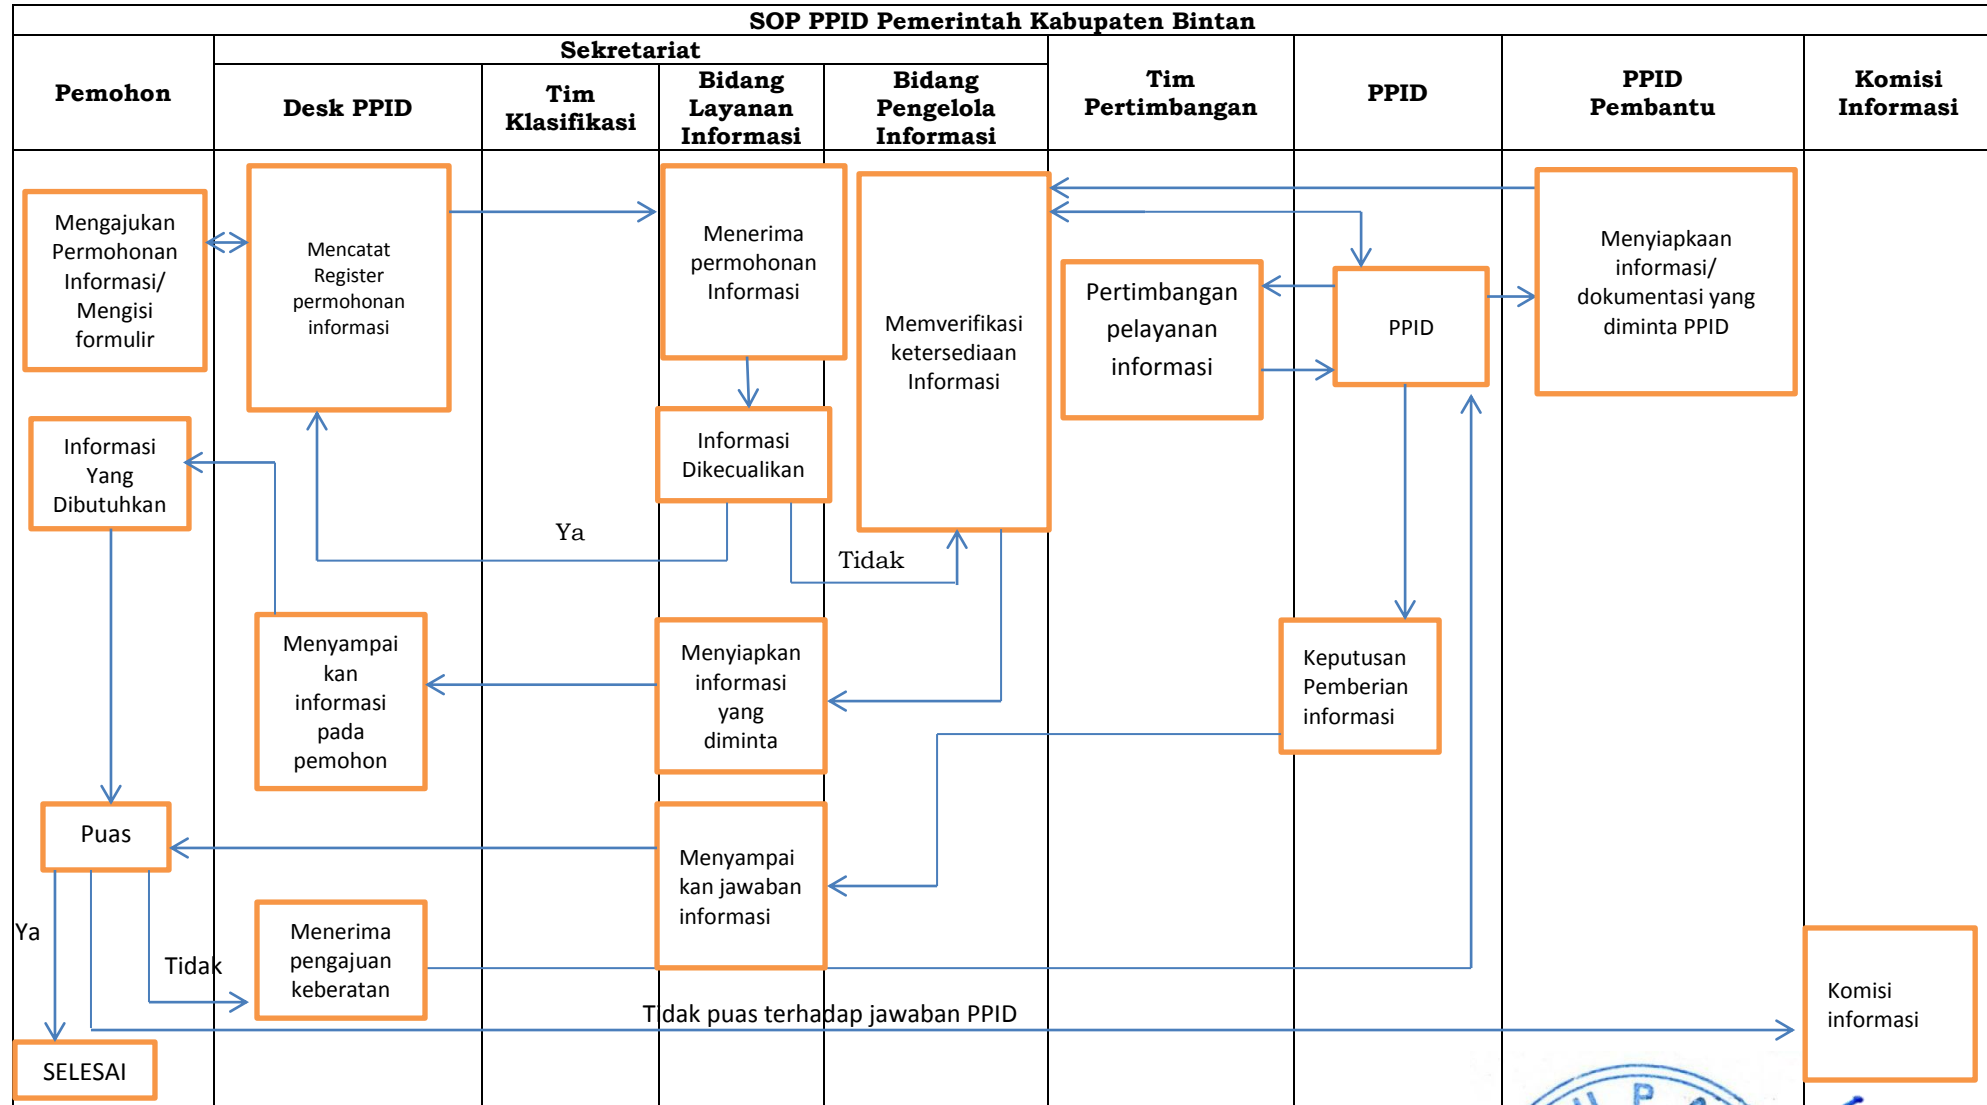 SOP PPID Pemerintah Kabupaten Bintan
Pemohon
Sekretariat
Desk PPID
Tim
Klasifikasi
Bidang
Layanan
Informasi
Bidang
Pengelola
Informasi
Tim
Pertimbangan
PPID
PPID
Pembantu
Komisi
Informasi
Mengajukan
Permohonan
Informasi/
Mengisi
formulir
Mencatat
Register
permohonan
informasi
Menerima
permohonan
Informasi
Memverifikasi
ketersediaan
Informasi
Pertimbangan
pelayanan
informasi
PPID
Menyiapkaan
informasi/
dokumentasi yang
diminta PPID
Informasi
Yang
Dibutuhkan
Informasi
Dikecualikan
Ya
Tidak
Menyampai
kan
informasi
pada
pemohon
Menyiapkan
informasi
yang
diminta
Keputusan
Pemberian
informasi
Puas
Menyampai
kan jawaban
informasi
Ya
Tidak
Menerima
pengajuan
keberatan
Tidak puas terhadap jawaban PPID
Komisi
informasi
SELESAI